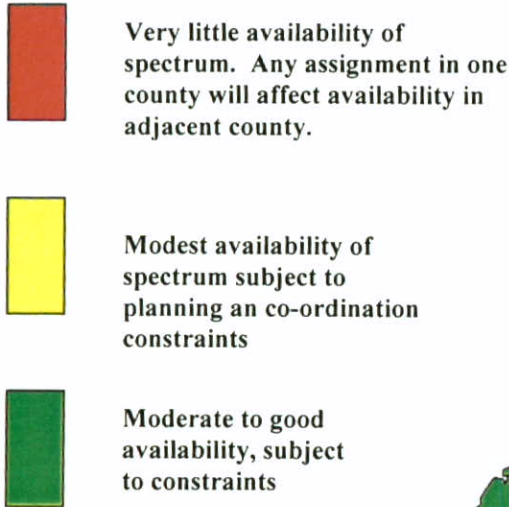 Very little availability of
spectrum.  Any assignment in one
county will affect availability in
adjacent county.
Modest availability of
spectrum subject to
planning an co-ordination
constraints
Moderate to good
availability, subject
to constraints